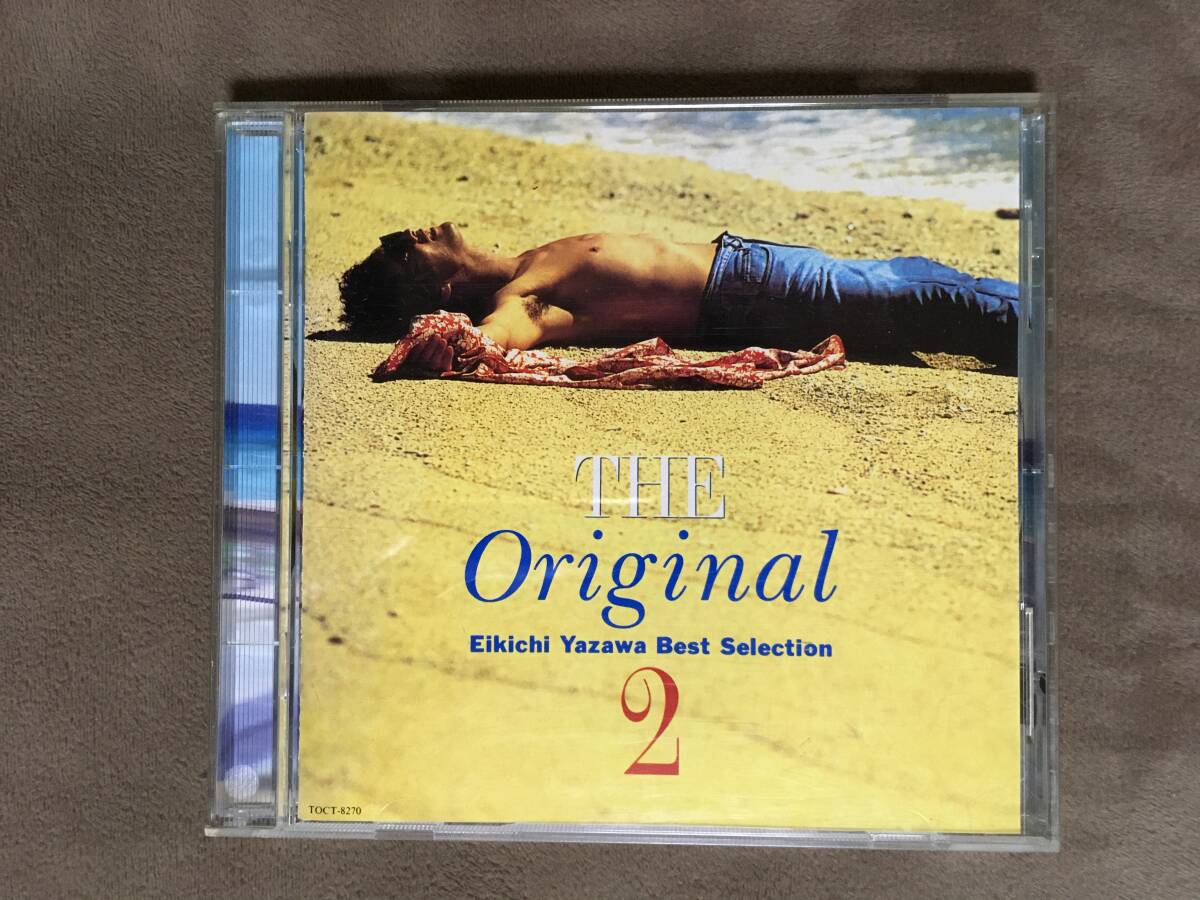 THE
Original
Eikichi Yazawa Best Selection
2
TOCT-8270